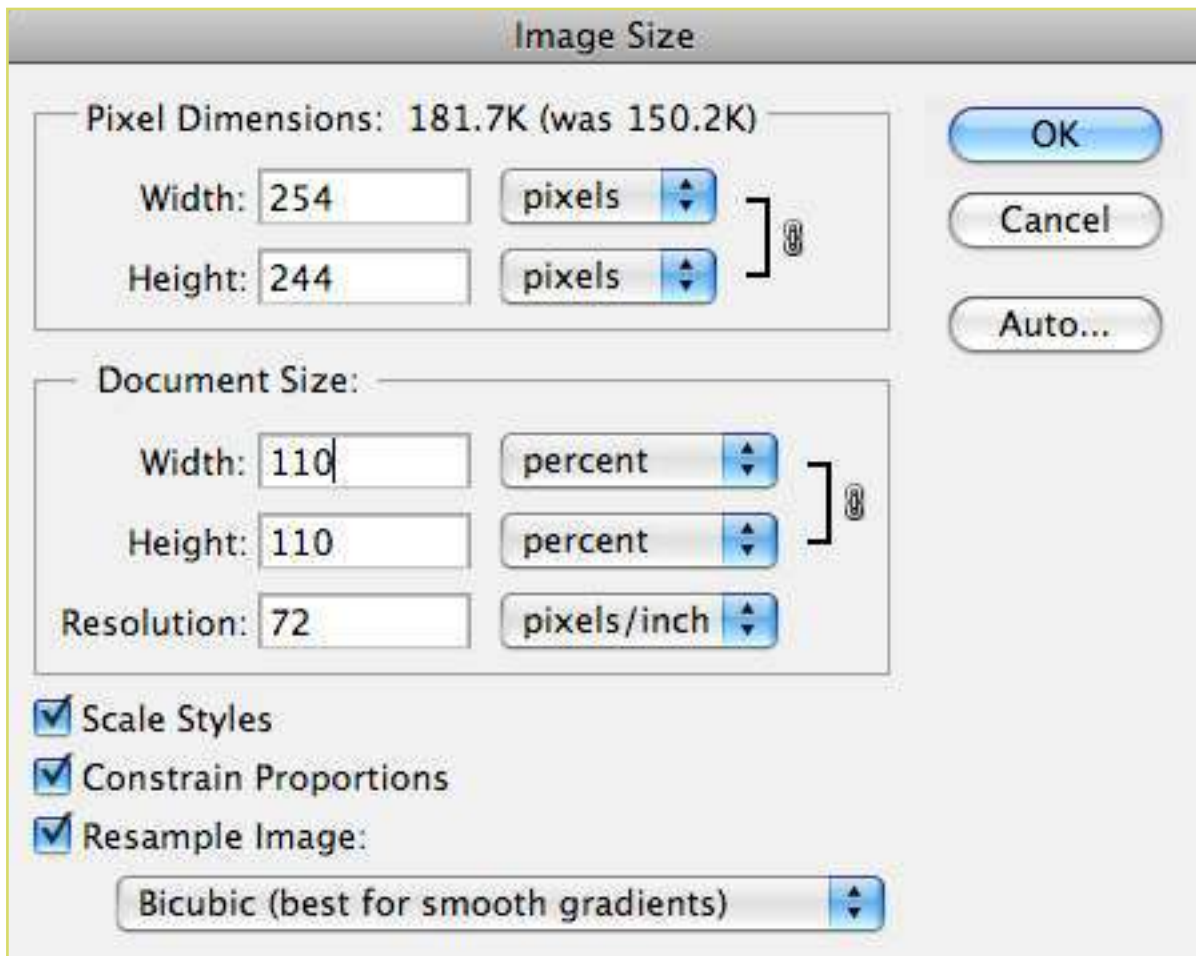 Image Size
Pixel Dimensions: 181.7K (was 150.2K)
Width: 254 pixels
Height: 244 pixels
OK
Cancel
Auto...
Document Size:
Width: 110 percent
Height: 110 percent
Resolution: 72 pixels/inch
Scale Styles
Constrain Proportions
Resample Image:
Bicubic (best for smooth gradients)